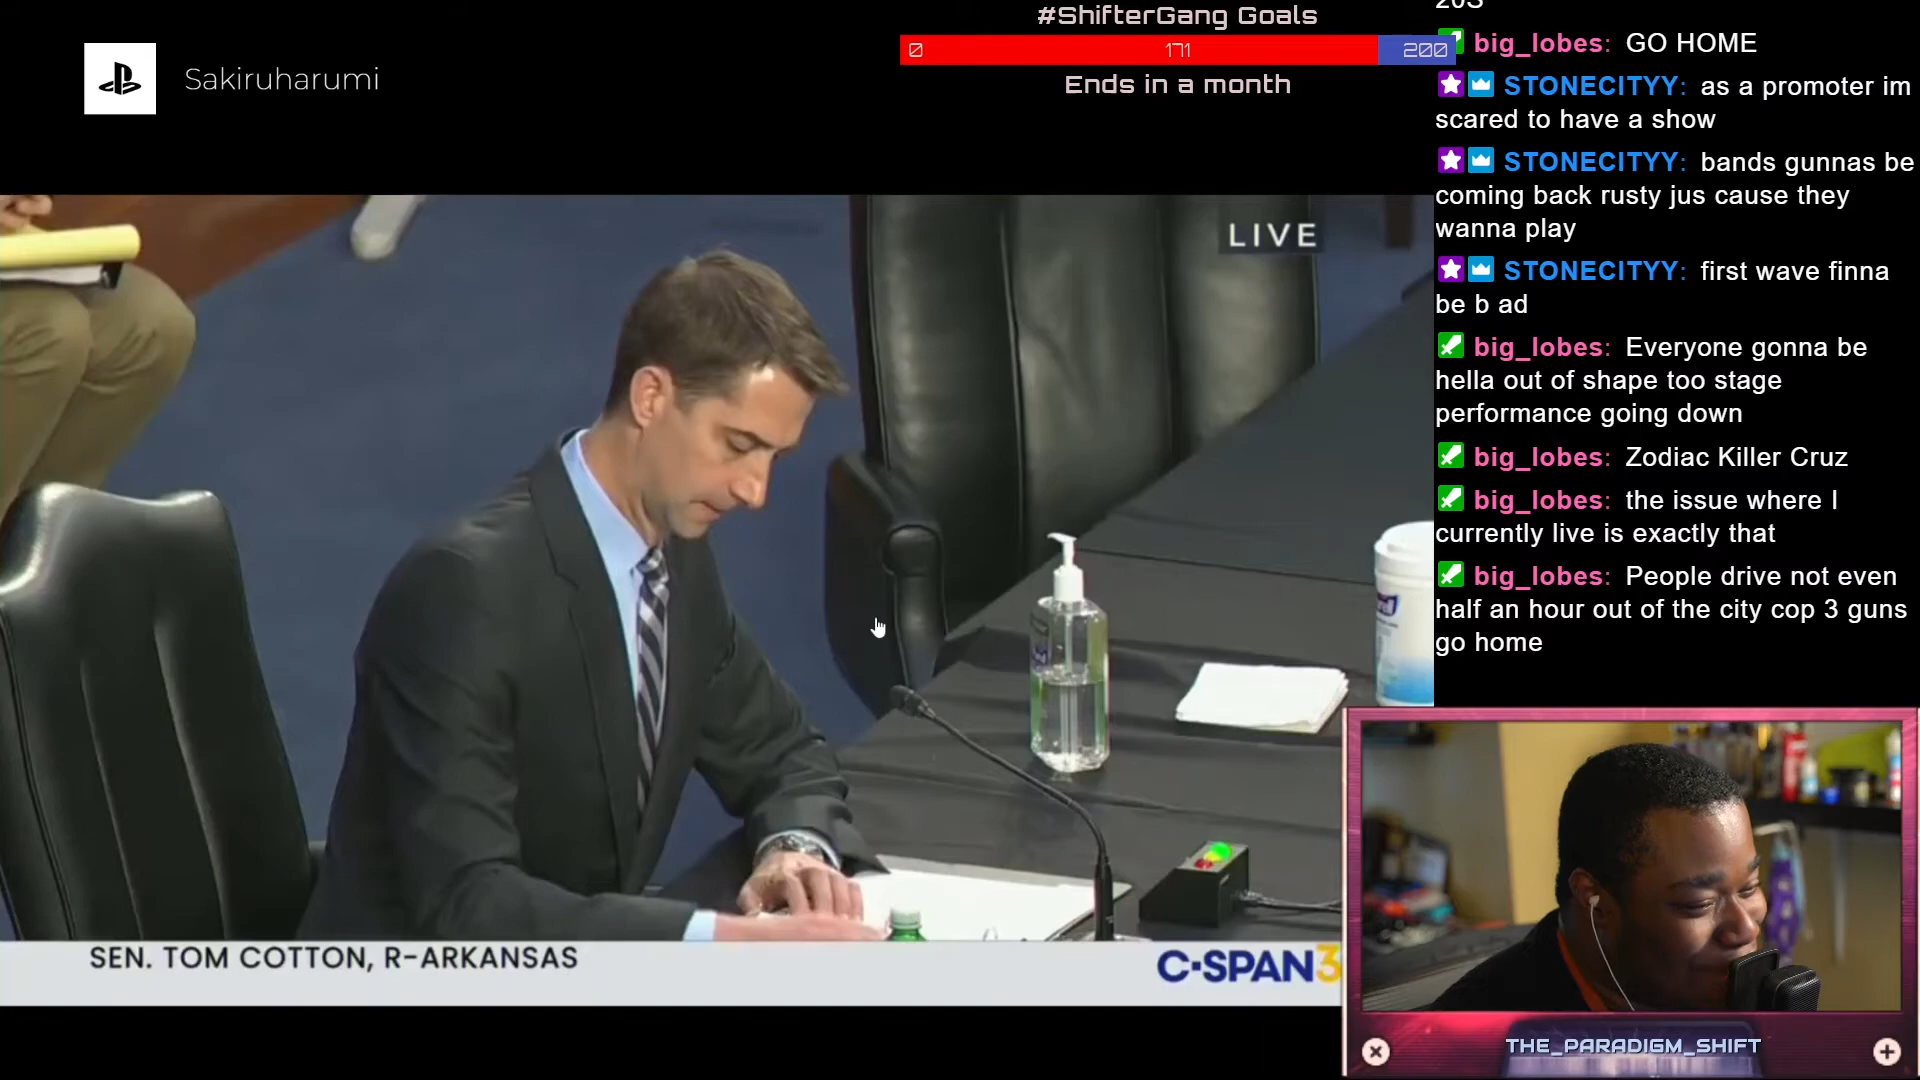 Sakiruharumi
#ShifterGang Goals
0
171
200
Ends in a month
LIVE
SEN. TOM COTTON, R-ARKANSAS
C-SPAN3
big_lobes: GO HOME
STONECITYY: as a promoter im
scared to have a show
STONECITYY: bands gunnas be
coming back rusty jus cause they
wanna play
STONECITYY: first wave finna
be b ad
big_lobes: Everyone gonna be
hella out of shape too stage
performance going down
big_lobes: Zodiac Killer Cruz
big_lobes: the issue where I
currently live is exactly that
big_lobes: People drive not even
half an hour out of the city cop 3 guns
go home
THE_PARADIGM_SHIFT